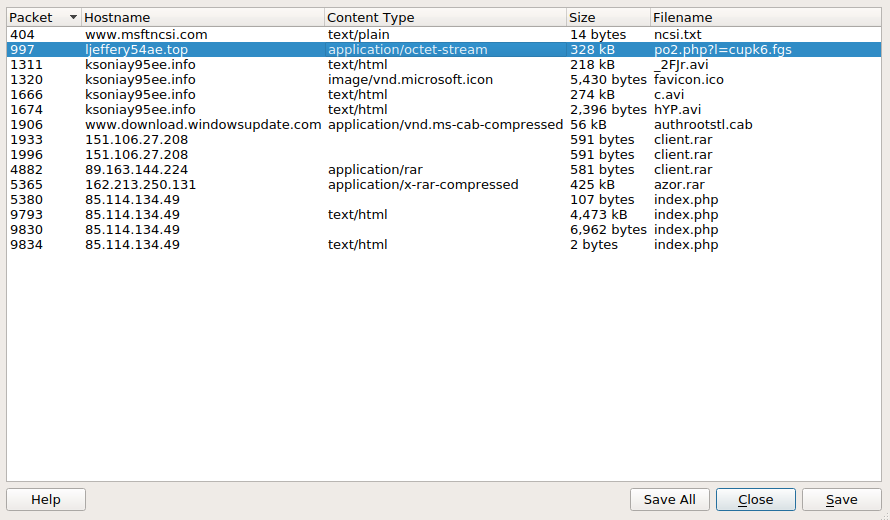 Packet Hostname Content Type Size Filename
404 www.msftncsi.com text/plain 14 bytes ncsi.txt
997 ljeffery54ae.top application/octet-stream 328 kB po2.php?l=cupk6.fgs
1311 ksoniay95ee.info text/html 218 kB _2FJr.avi
1320 ksoniay95ee.info image/vnd.microsoft.icon 5,430 bytes favicon.ico
1666 ksoniay95ee.info text/html 274 kB c.avi
1674 ksoniay95ee.info text/html 2,396 bytes hYP.avi
1906 www.download.windowsupdate.com application/vnd.ms-cab-compressed 56 kB authrootstl.cab
1933 151.106.27.208 591 bytes client.rar
1996 151.106.27.208 591 bytes client.rar
4882 89.163.144.224 application/rar 581 bytes client.rar
5365 162.213.250.131 application/x-rar-compressed 425 kB azor.rar
5380 85.114.134.49 107 bytes index.php
9793 85.114.134.49 text/html 4,473 kB index.php
9830 85.114.134.49 6,962 bytes index.php
9834 85.114.134.49 text/html 2 bytes index.php
Help Save All Close Save